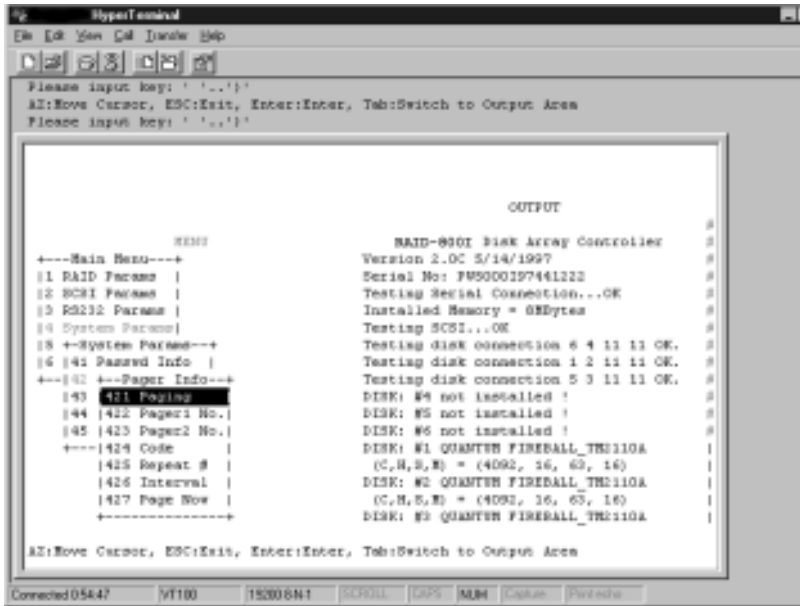 HyperTerminal
File Edit View Call Transfer Help
Please input key: ' '..'}'
AZ:Move Cursor, ESC:Exit, Enter:Enter, Tab:Switch to Output Area
Please input key: ' '..'}'
OUTPUT
MENU
RAID-800I Disk Array Controller
+---Main Menu---+
Version 2.0C 5/14/1997
|1 RAID Params |
Serial No: PW5000I97441222
|2 SCSI Params |
Testing Serial Connection...OK
|3 RS232 Params |
Installed Memory = 8MBytes
|4 System Params|
Testing SCSI...OK
|5 +-System Params--+
Testing disk connection 6 4 11 11 OK.
|6 |41 Passwd Info |
Testing disk connection 1 2 11 11 OK.
+--|42 +--Pager Info--+
Testing disk connection 5 3 11 11 OK.
|43 |421 Paging
DISK: #4 not installed !
|44 |422 Pager1 No.|
DISK: #5 not installed !
|45 |423 Pager2 No.|
DISK: #6 not installed !
+---|424 Code |
DISK: #1 QUANTUM FIREBALL_TM2110A
|425 Repeat # |
(C,H,S,M) = (4092, 16, 63, 16)
|426 Interval |
DISK: #2 QUANTUM FIREBALL_TM2110A
|427 Page Now |
(C,H,S,M) = (4092, 16, 63, 16)
+--------------+
DISK: #3 QUANTUM FIREBALL_TM2110A
AZ:Move Cursor, ESC:Exit, Enter:Enter, Tab:Switch to Output Area
Connected 0:54:47 VT100 19200 8-N-1 SCROLL CAPS NUM Capture Print echo